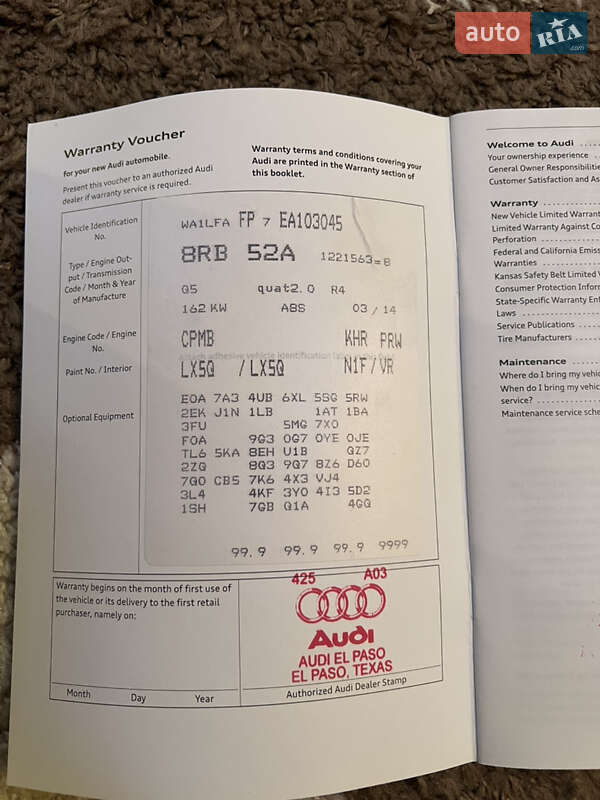 auto RIA
.com
Warranty Voucher
for your new Audi automobile.
Present this voucher to an authorized Audi
dealer if warranty service is required.
Warranty terms and conditions covering your
Audi are printed in the Warranty section of
this booklet.
Vehicle Identification
No.
WA1LFA FP 7 EA103045
Type / Engine Out-
put / Transmission
Code / Month & Year
of Manufacture
8RB 52A 1221563=8
Q5 quat2.0 R4
162 KW A8S 03 / 14
Engine Code / Engine
No.
CPMB KHR PRW
Paint No. / Interior
LX5Q / LX5Q N1F / VR
Optional Equipment
E0A 7A3 4UB 6XL 5SG 5RW
2EK J1N 1LB 1AT 1BA
3FU 5MG 7X0
F0A 9G3 0G7 0YE 0JE
TL6 5KA 8EH U1B QZ7
2ZQ 8Q3 9Q7 8Z6 D60
7Q0 CB5 7K6 4X3 VJ4
3L4 4KF 3Y0 4I3 5D2
1SH 7GB Q1A 4GQ
99. 9 99. 9 99. 9 9999
Warranty begins on the month of first use of
the vehicle or its delivery to the first retail
purchaser, namely on:
Month Day Year
425 A03
Audi
AUDI EL PASO
EL PASO, TEXAS
Authorized Audi Dealer Stamp
Welcome to Audi
Your ownership experience
General Owner Responsibilities
Customer Satisfaction and As
Warranty
New Vehicle Limited Warrant
Limited Warranty Against Co
Perforation
Federal and California Emiss
Warranties
Kansas Safety Belt Limited
Consumer Protection Infor
State-Specific Warranty Enf
Laws
Service Publications
Tire Manufacturers
Maintenance
Where do I bring my vehic
When do I bring my vehic
service?
Maintenance service sche